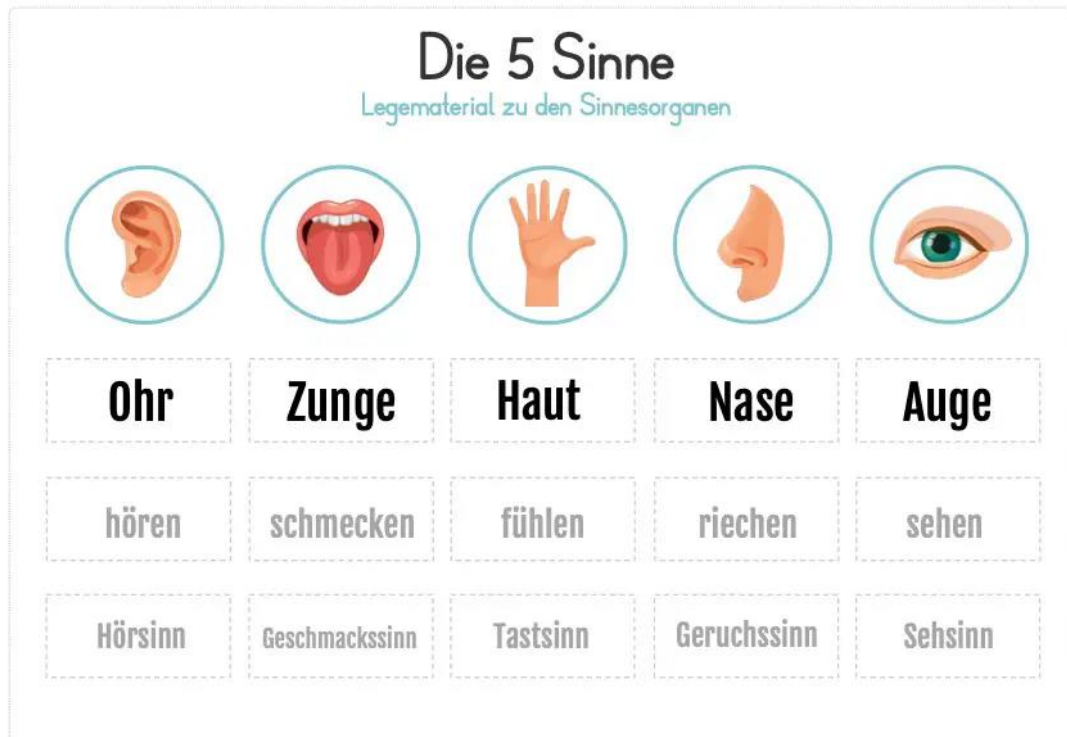 Die 5 Sinne
Legematerial zu den Sinnesorganen
Ohr Zunge Haut Nase Auge
hören schmecken fühlen riechen sehen
Hörsinn Geschmackssinn Tastsinn Geruchssinn Sehsinn